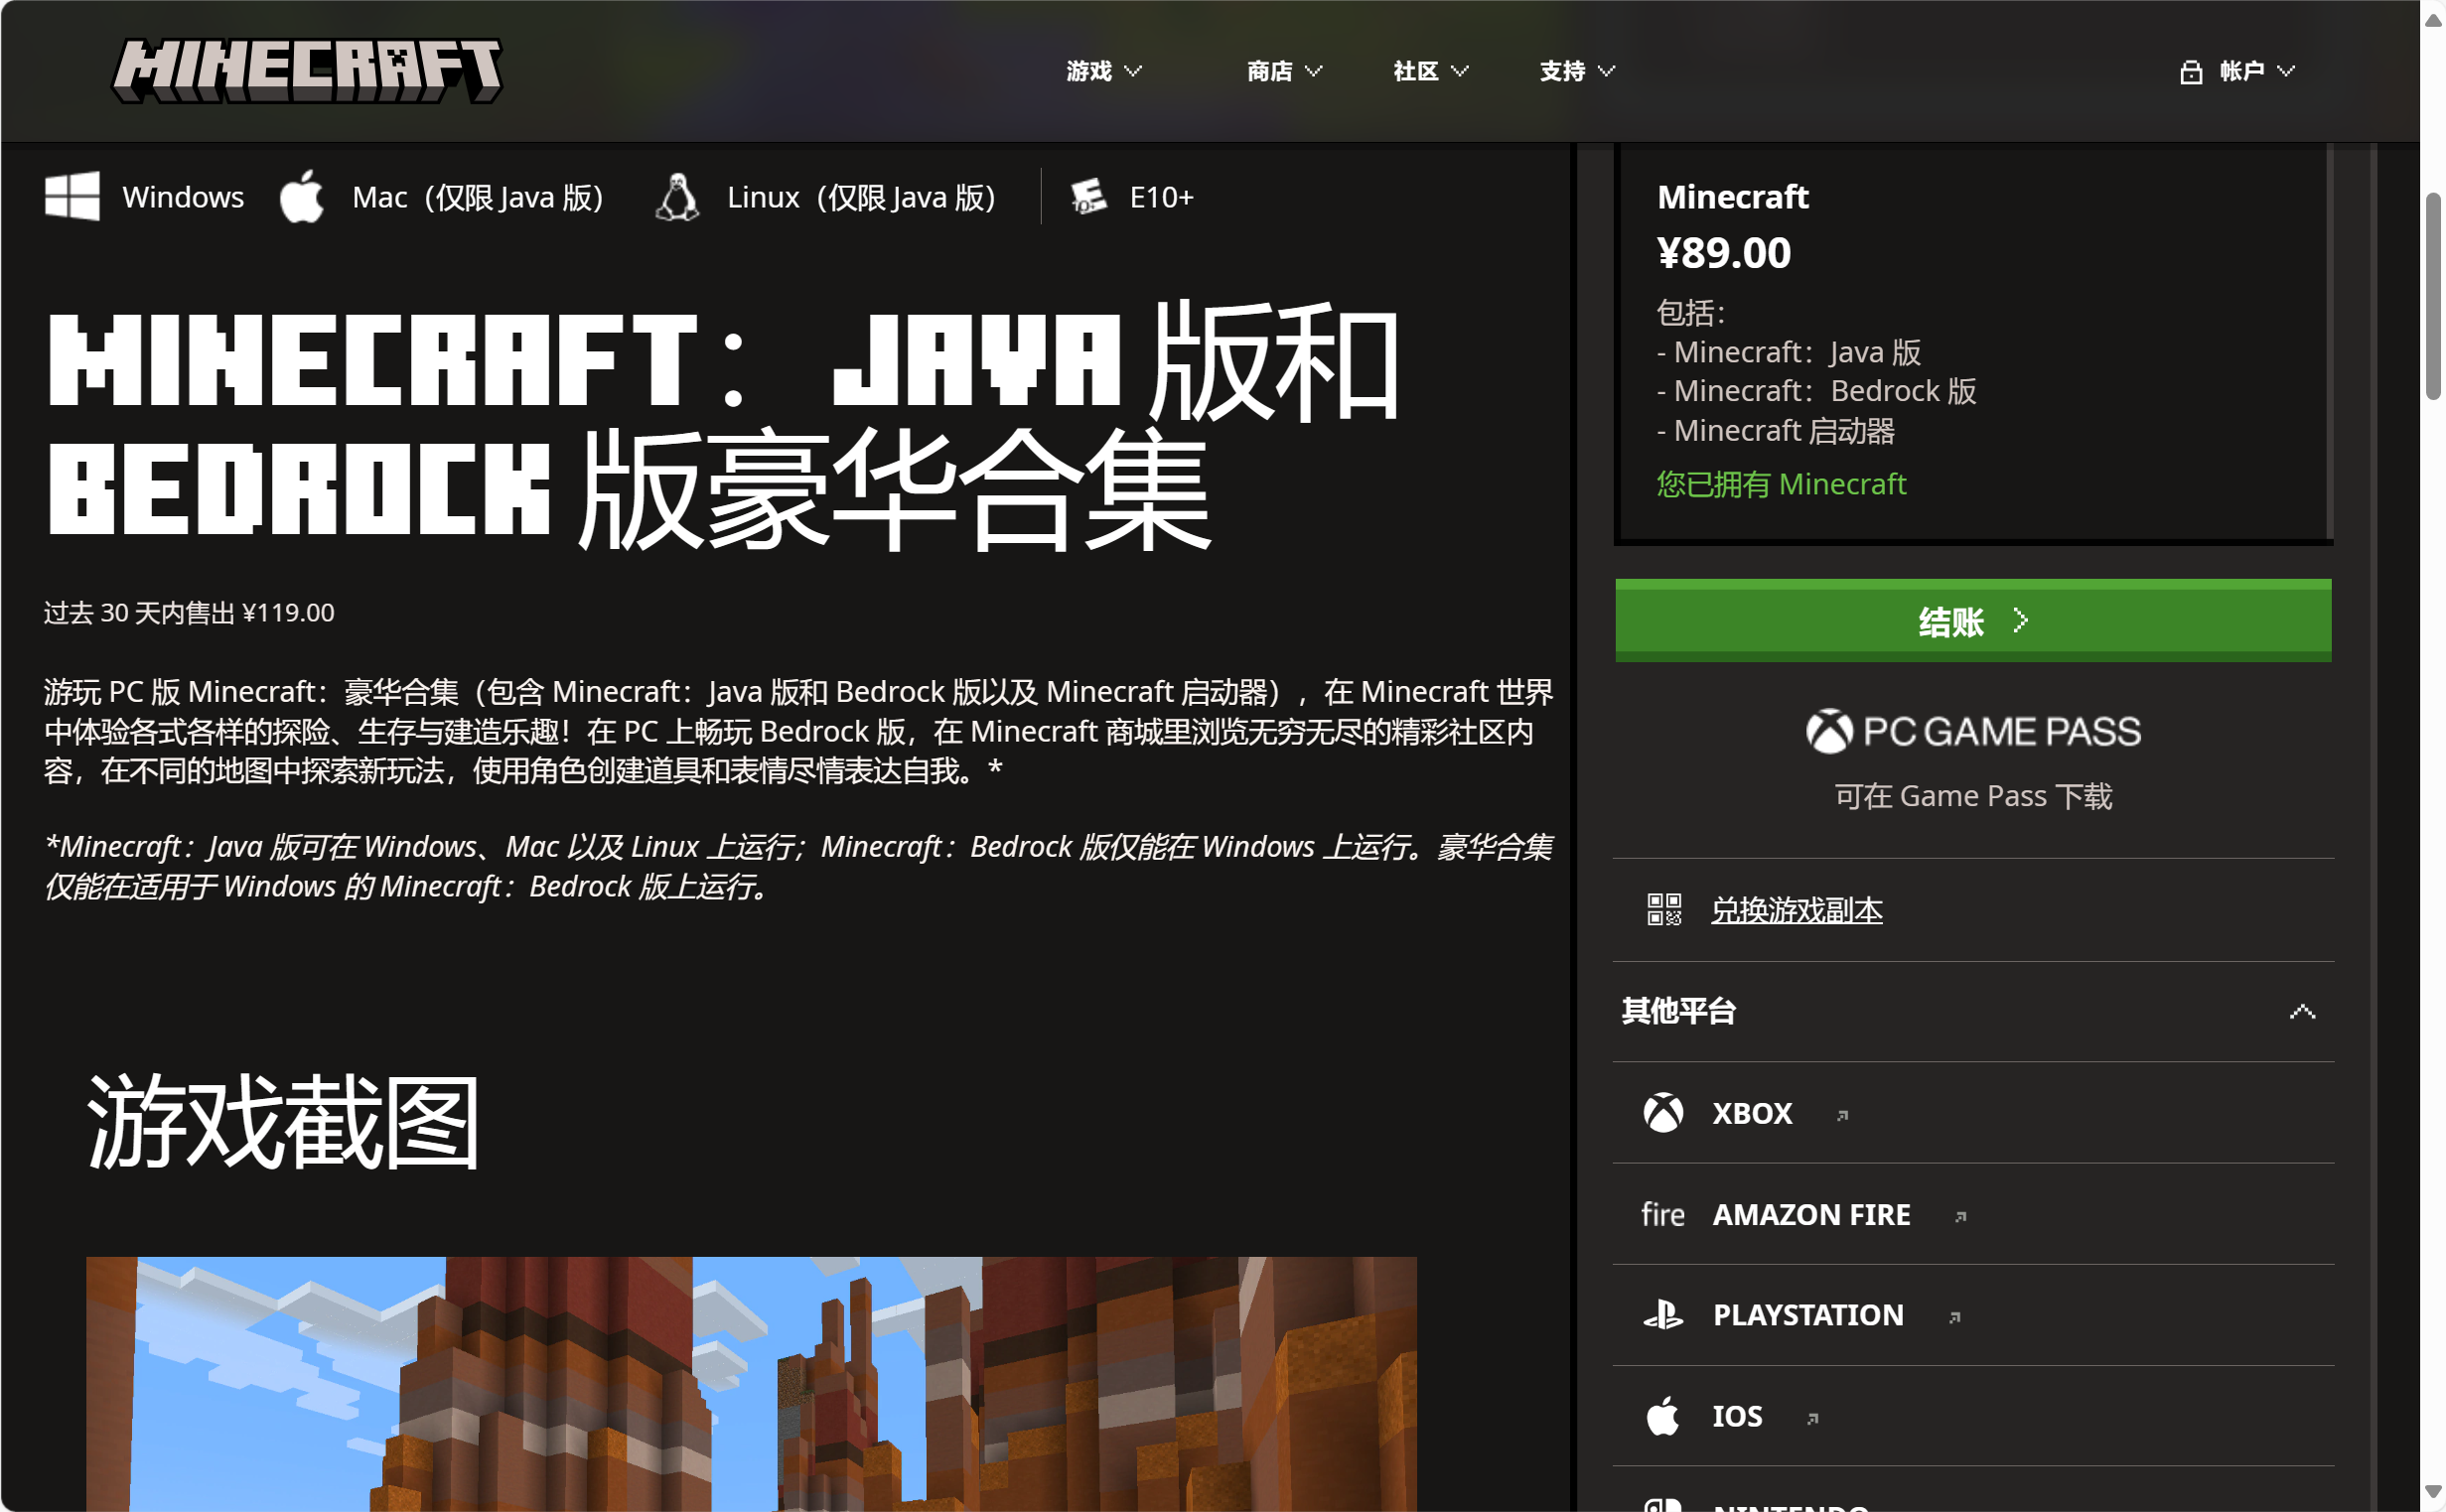 MINECRAFT
游戏
商店
社区
支持
帐户
Windows
Mac（仅限 Java 版）
Linux（仅限 Java 版）
E10+
MINECRAFT：JAVA 版和
BEDROCK 版豪华合集
过去 30 天内售出 ¥119.00
游玩 PC 版 Minecraft：豪华合集（包含 Minecraft：Java 版和 Bedrock 版以及 Minecraft 启动器），在 Minecraft 世界
中体验各式各样的探险、生存与建造乐趣！在 PC 上畅玩 Bedrock 版，在 Minecraft 商城里浏览无穷无尽的精彩社区内
容，在不同的地图中探索新玩法，使用角色创建道具和表情尽情表达自我。*
*Minecraft：Java 版可在 Windows、Mac 以及 Linux 上运行；Minecraft：Bedrock 版仅能在 Windows 上运行。豪华合集
仅能在适用于 Windows 的 Minecraft：Bedrock 版上运行。
游戏截图
Minecraft
¥89.00
包括：
- Minecraft：Java 版
- Minecraft：Bedrock 版
- Minecraft 启动器
您已拥有 Minecraft
结账
PC GAME PASS
可在 Game Pass 下载
兑换游戏副本
其他平台
XBOX
fire
AMAZON FIRE
PLAYSTATION
IOS
NINTENDO